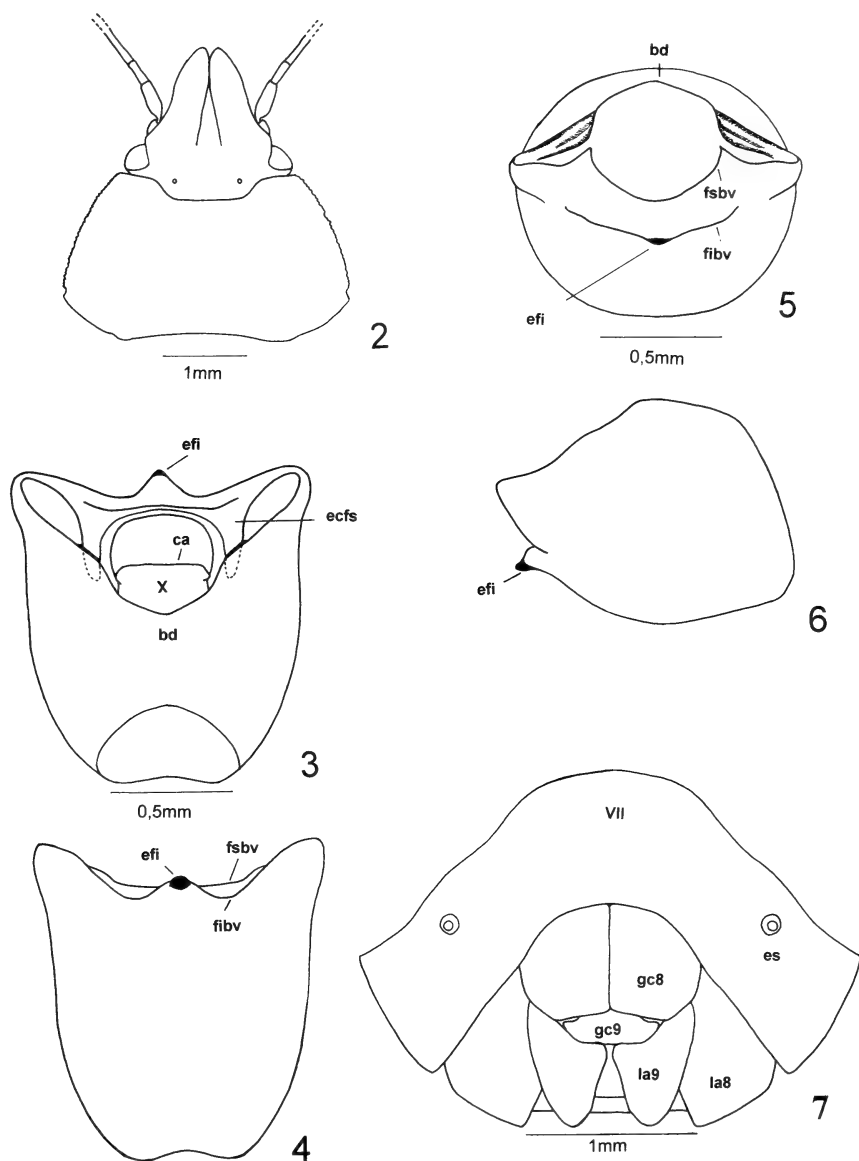 2
1mm
bd
fsbv
fibv
efi
5
0,5mm
efi
ecfs
ca
X
bd
3
0,5mm
efi
6
efi
fsbv
fibv
4
VII
es
gc8
gc9
la9
la8
7
1mm